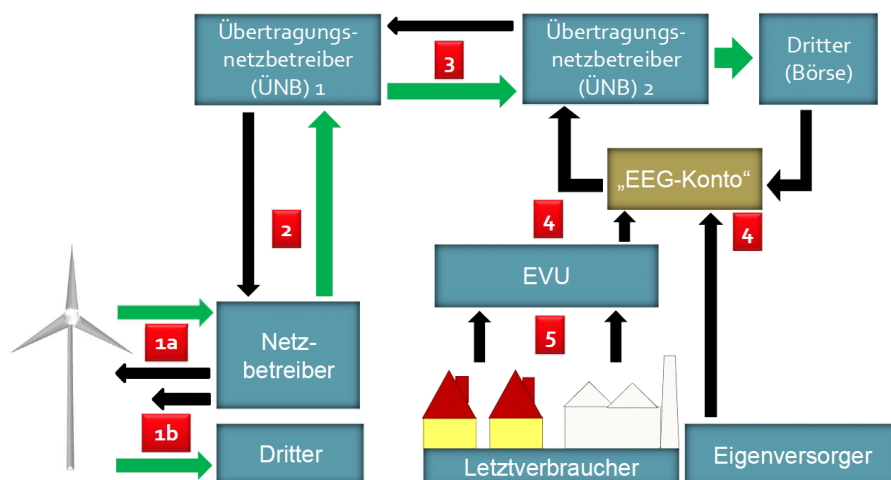 Übertragungs-
netzbetreiber
(ÜNB) 1
3
Übertragungs-
netzbetreiber
(ÜNB) 2
Dritter
(Börse)
„EEG-Konto“
2
4
4
EVU
1a
Netz-
betreiber
5
1b
Dritter
Letztverbraucher
Eigenversorger